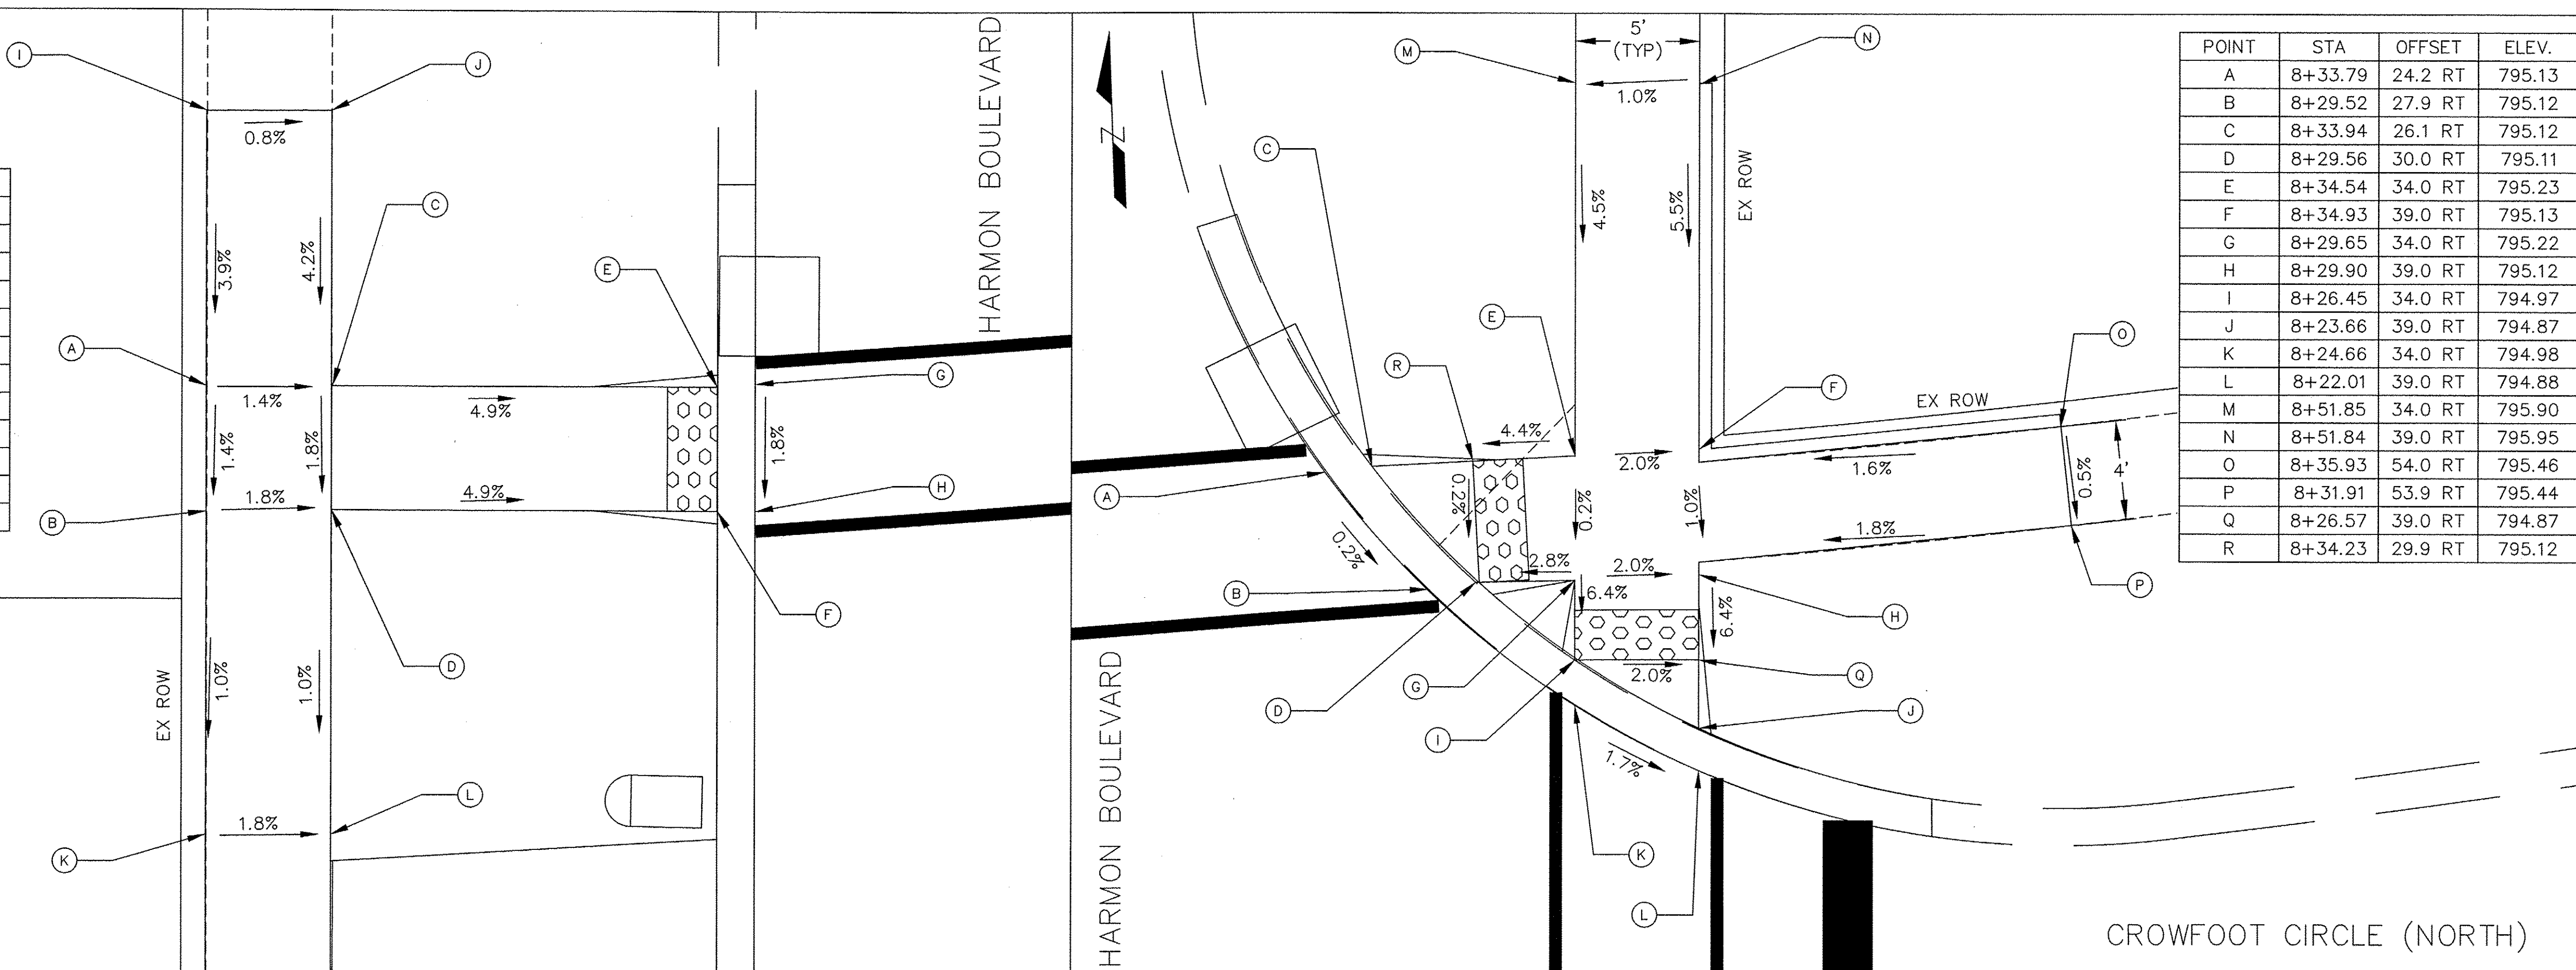 I
J
0.8%
3.9%
4.2%
C
E
A
1.4%
4.9%
G
1.4%
1.8%
1.8%
B
1.8%
4.9%
H
F
D
1.0%
1.0%
EX ROW
L
1.8%
K
HARMON BOULEVARD
N
M
5'
(TYP)
N
1.0%
C
4.5%
5.5%
EX ROW
E
R
4.4%
O
F
EX ROW
2.0%
1.6%
0.5%
4'
A
0.2%
0.2%
1.0%
0.2%
1.8%
2.8%
2.0%
P
B
6.4%
6.4%
H
2.0%
Q
G
D
I
J
1.7%
K
L
HARMON BOULEVARD
CROWFOOT CIRCLE (NORTH)
POINT STA OFFSET ELEV.
A 8+33.79 24.2 RT 795.13
B 8+29.52 27.9 RT 795.12
C 8+33.94 26.1 RT 795.12
D 8+29.56 30.0 RT 795.11
E 8+34.54 34.0 RT 795.23
F 8+34.93 39.0 RT 795.13
G 8+29.65 34.0 RT 795.22
H 8+29.90 39.0 RT 795.12
I 8+26.45 34.0 RT 794.97
J 8+23.66 39.0 RT 794.87
K 8+24.66 34.0 RT 794.98
L 8+22.01 39.0 RT 794.88
M 8+51.85 34.0 RT 795.90
N 8+51.84 39.0 RT 795.95
O 8+35.93 54.0 RT 795.46
P 8+31.91 53.9 RT 795.44
Q 8+26.57 39.0 RT 794.87
R 8+34.23 29.9 RT 795.12